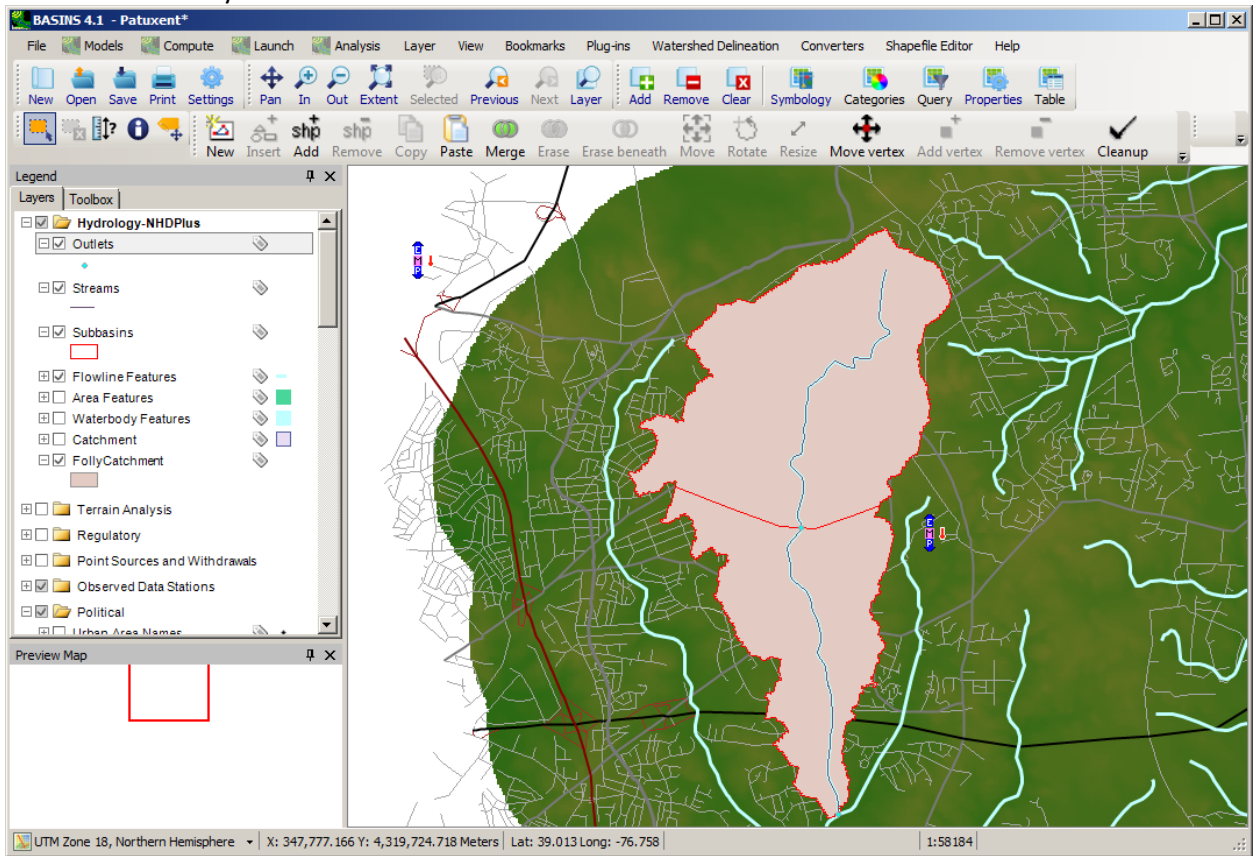 BASINS 4.1 - Patuxent*
File Models Compute Launch Analysis Layer View Bookmarks Plug-ins Watershed Delineation Converters Shapefile Editor Help
New Open Save Print Settings Pan In Out Extent Selected Previous Next Layer Add Remove Clear Symbology Categories Query Properties Table
shp shp
New Insert Add Remove Copy Paste Merge Erase Erase beneath Move Rotate Resize Move vertex Add vertex Remove vertex Cleanup
Legend
Layers Toolbox
Hydrology-NHDPlus
Outlets
Streams
Subbasins
Flowline Features
Area Features
Waterbody Features
Catchment
FollyCatchment
Terrain Analysis
Regulatory
Point Sources and Withdrawals
Observed Data Stations
Political
Urban Area Names
Preview Map
E
M
P
E
M
P
UTM Zone 18, Northern Hemisphere X: 347,777.166 Y: 4,319,724.718 Meters Lat: 39.013 Long: -76.758 1:58184